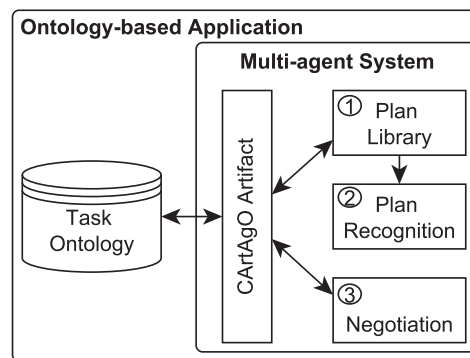 Ontology-based Application
Multi-agent System
Task
Ontology
CArtAgO Artifact
1
Plan
Library
2
Plan
Recognition
3
Negotiation